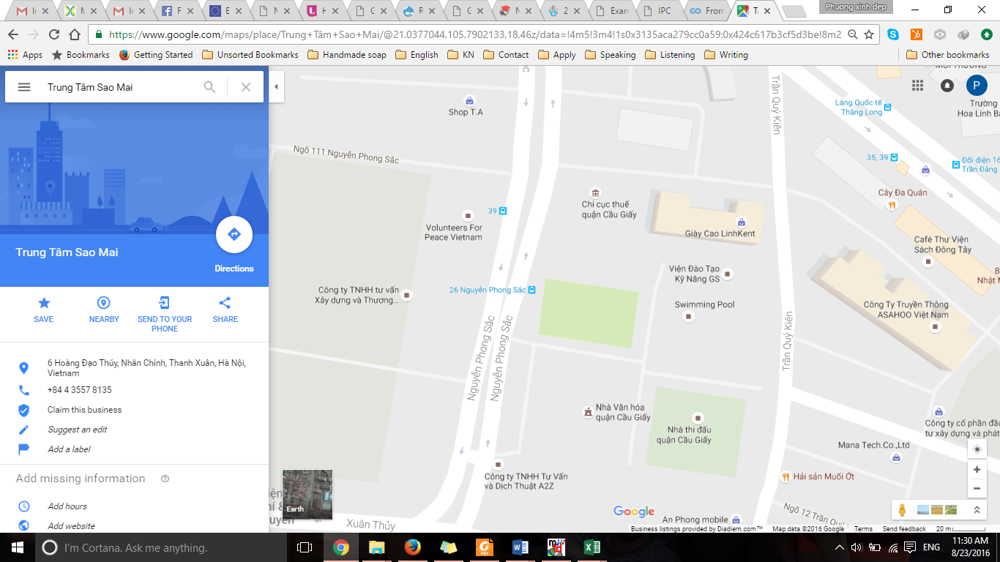 Phuong xinh dep
https://www.google.com/maps/place/Trung+Tâm+Sao+Mai/@21.0377044,105.7902133,18.46z/data=!4m5!3m4!1s0x3135aca279cc0a59:0x424c617b3cf5d3be!8m2
Apps
Bookmarks
Getting Started
Unsorted Bookmarks
Handmade soap
English
KN
Contact
Apply
Speaking
Listening
Writing
Other bookmarks
Trung Tâm Sao Mai
Trung Tâm Sao Mai
Directions
SAVE
NEARBY
SEND TO YOUR
PHONE
SHARE
6 Hoàng Đạo Thúy, Nhân Chính, Thanh Xuân, Hà Nội,
Vietnam
+84 4 3557 8135
Claim this business
Suggest an edit
Add a label
Add missing information
Add hours
Add website
Shop T.A
Ngõ 111 Nguyễn Phong Sắc
Trần Quý Kiên
Làng Quốc tế
Thăng Long
P
Trường
Hoa Linh Bà
35, 39
Đối diện 16
Trần Đăng
Cây Đa Quán
Chi cục thuế
quận Cầu Giấy
39
Volunteers For
Peace Vietnam
Giày Cao LinhKent
Café Thư Viện
Sách Đông Tây
Viện Đào Tạo
Kỹ Năng GS
Nhật M
Công ty TNHH tư vấn
Xây dựng và Thương...
26 Nguyễn Phong Sắc
Swimming Pool
Công Ty Truyền Thông
ASAHOO Việt Nam
Nguyễn Phong Sắc
Nguyễn Phong Sắc
Trần Quý Kiên
Nhà Văn hóa
quận Cầu Giấy
Nhà thi đấu
quận Cầu Giấy
Công ty cổ phần đầu
tư xây dựng và phát
Mana Tech.Co.,Ltd
Công ty TNHH Tư Vấn
và Dịch Thuật A2Z
Hải sản Muối Ớt
Earth
Xuân Thủy
Google
An Phong mobile
Ngõ 12 Trần Quý
Business listings provided by Diadiem.com™
Map data ©2016 Google
Terms
Send feedback
20 m
I'm Cortana. Ask me anything.
ENG
11:30 AM
8/23/2016